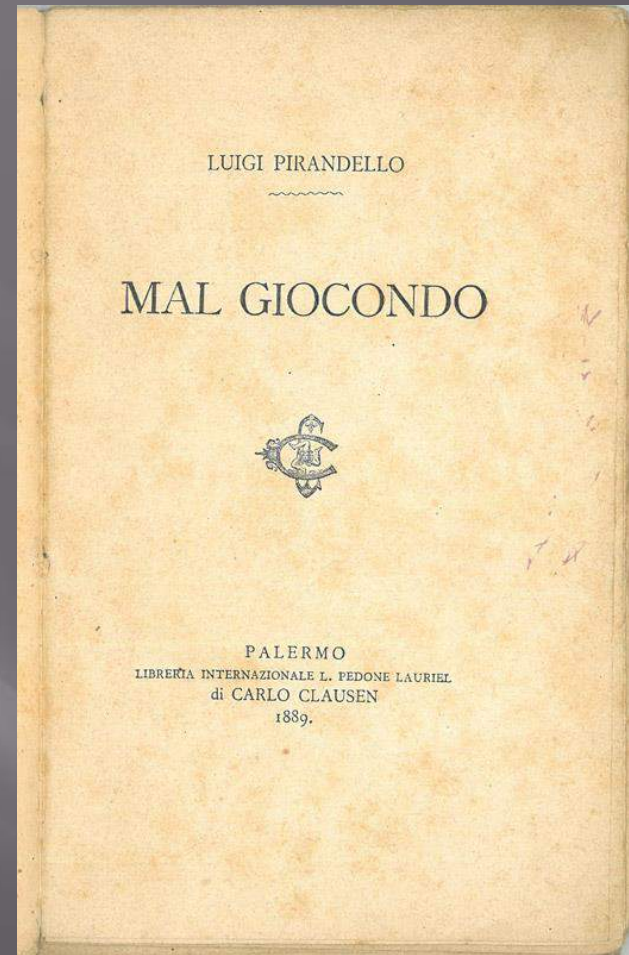 LUIGI PIRANDELLO
MAL GIOCONDO
PALERMO
LIBRERIA INTERNAZIONALE L. PEDONE LAURIEL
di CARLO CLAUSEN
1889.